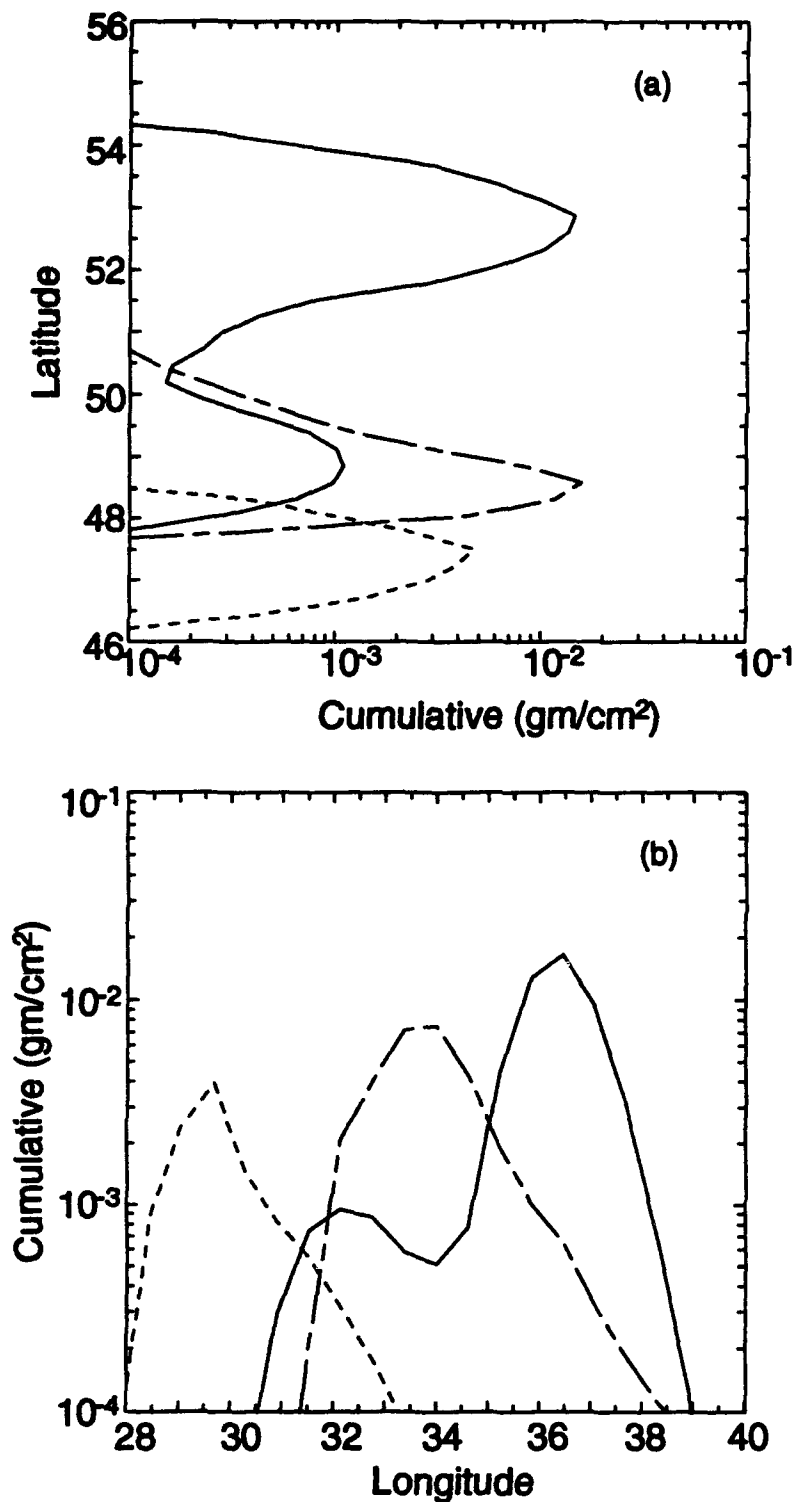 (a)
56
54
52
50
48
46
Latitude
10-4
10-3
10-2
10-1
Cumulative (gm/cm2)
(b)
10-1
10-2
10-3
10-4
Cumulative (gm/cm2)
28 30 32 34 36 38 40
Longitude